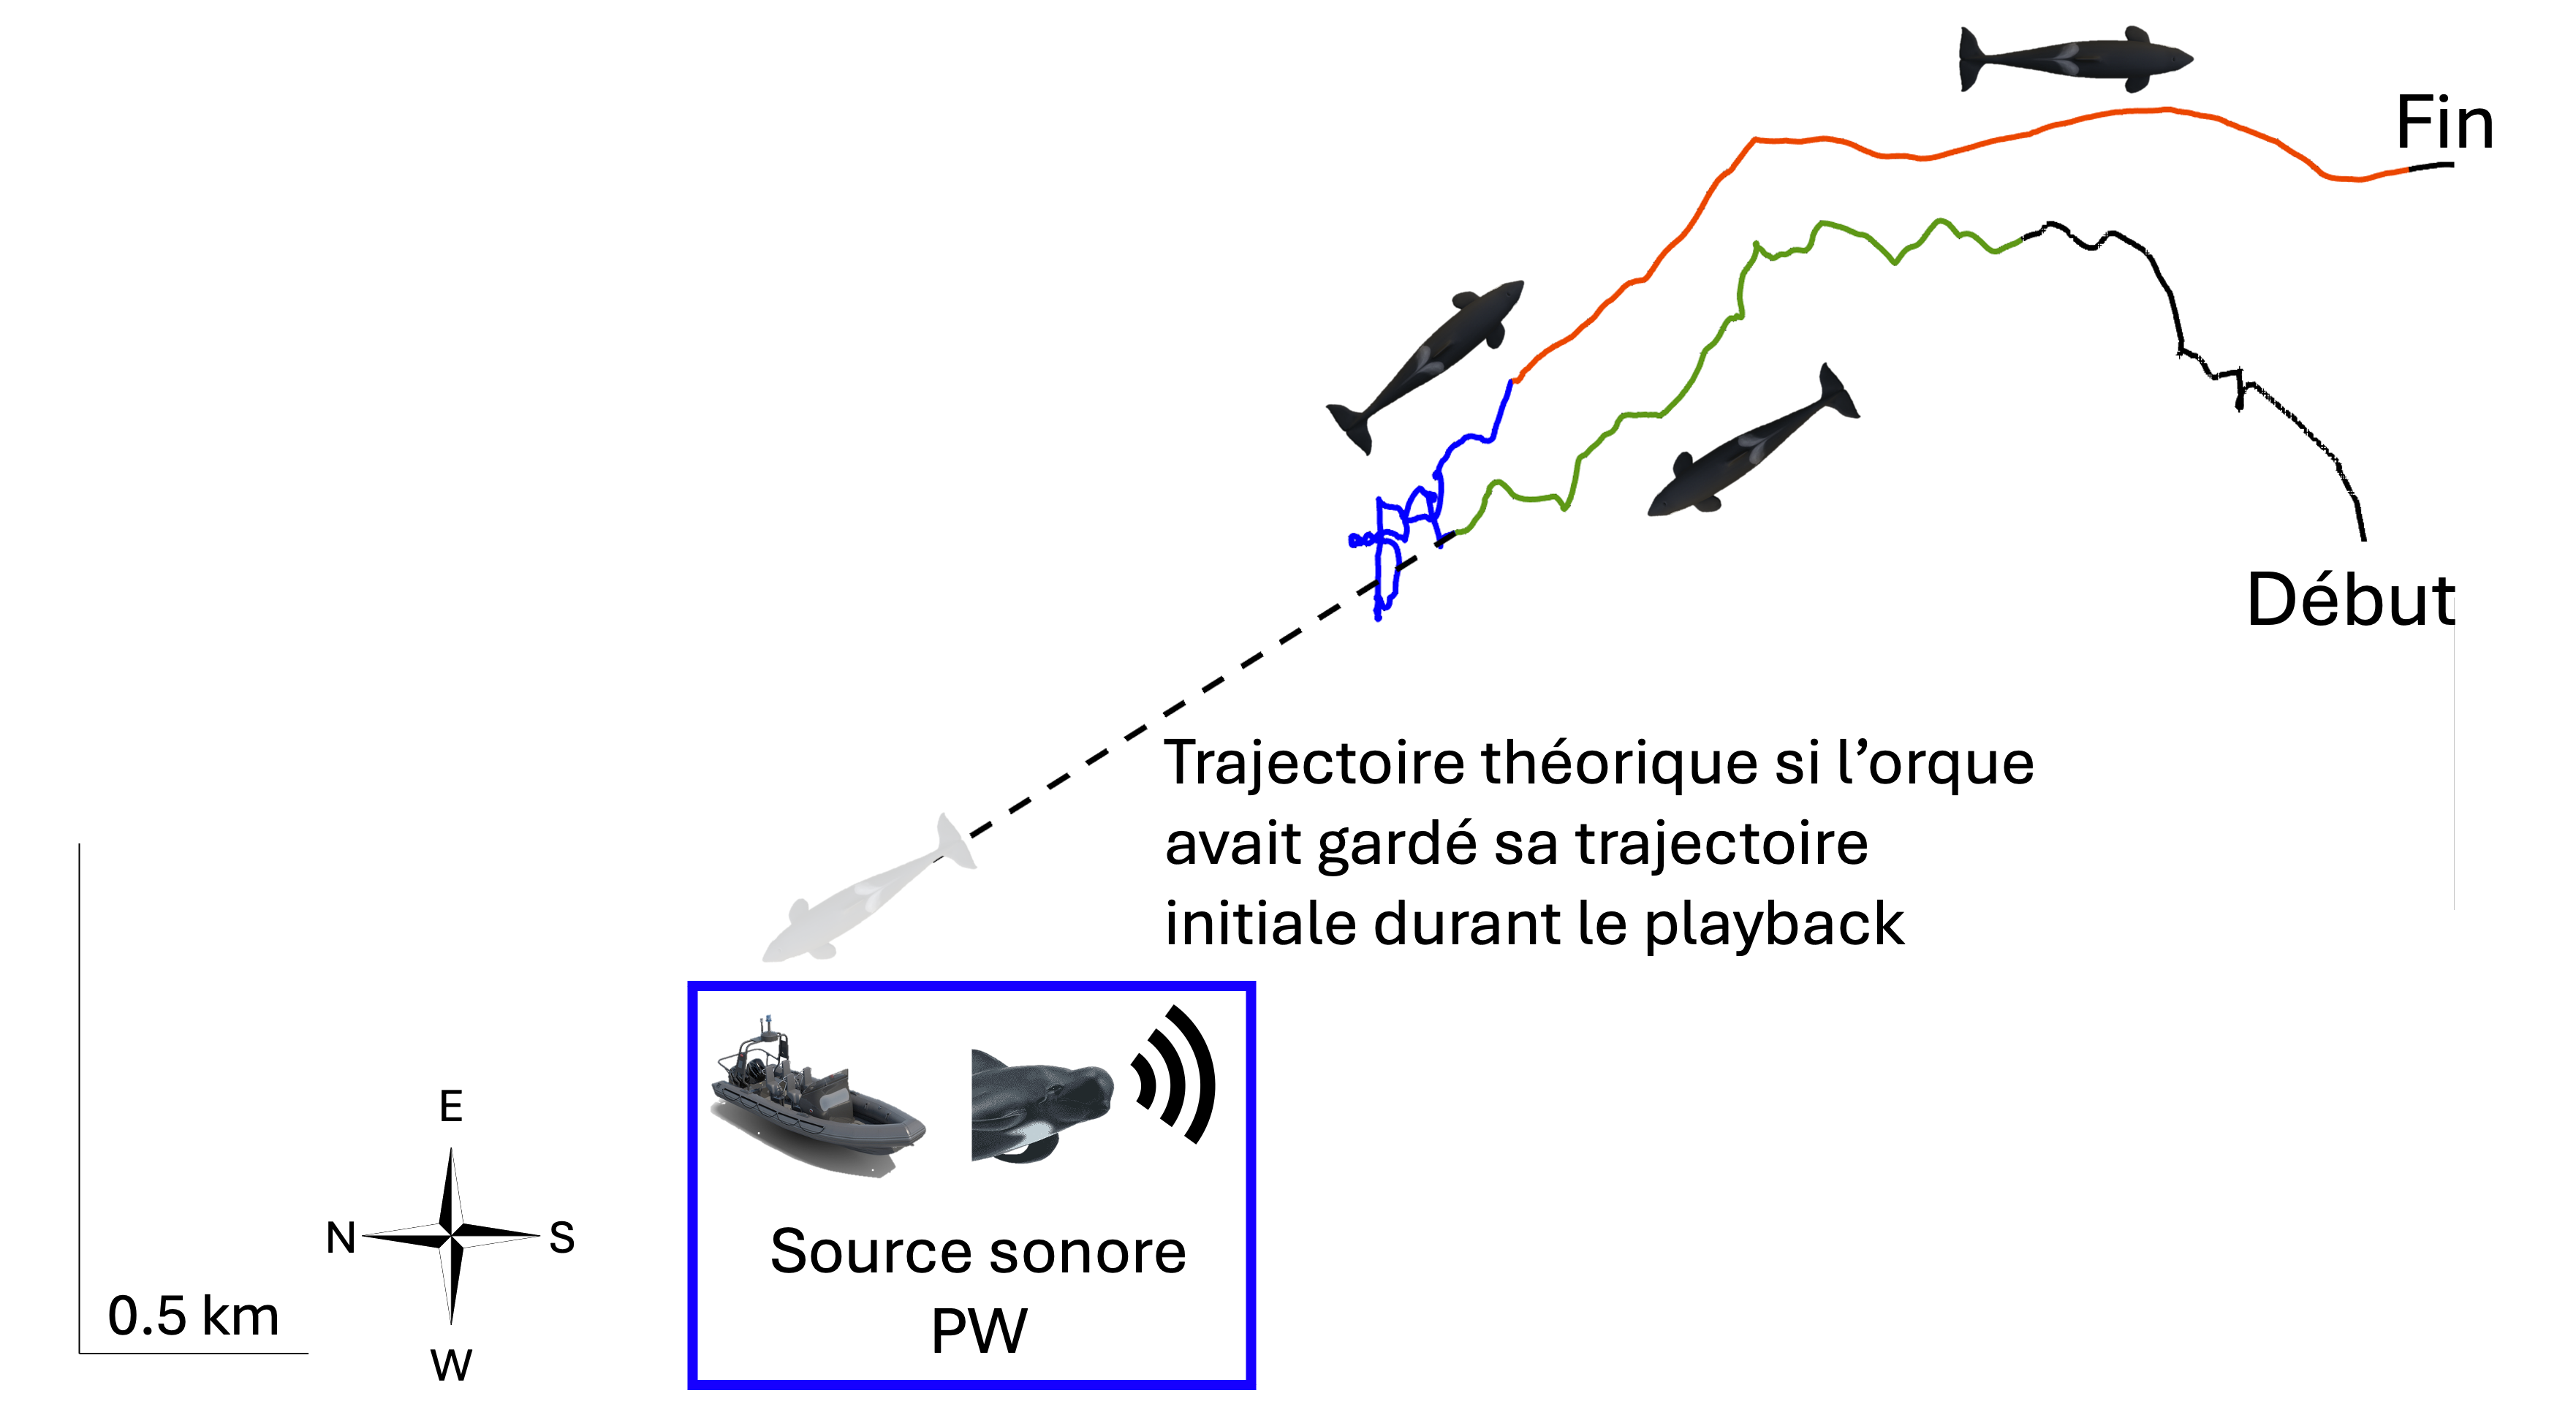 Fin
Début
Trajectoire théorique si l’orque
avait gardé sa trajectoire
initiale durant le playback
E
N
S
W
0.5 km
Source sonore
PW